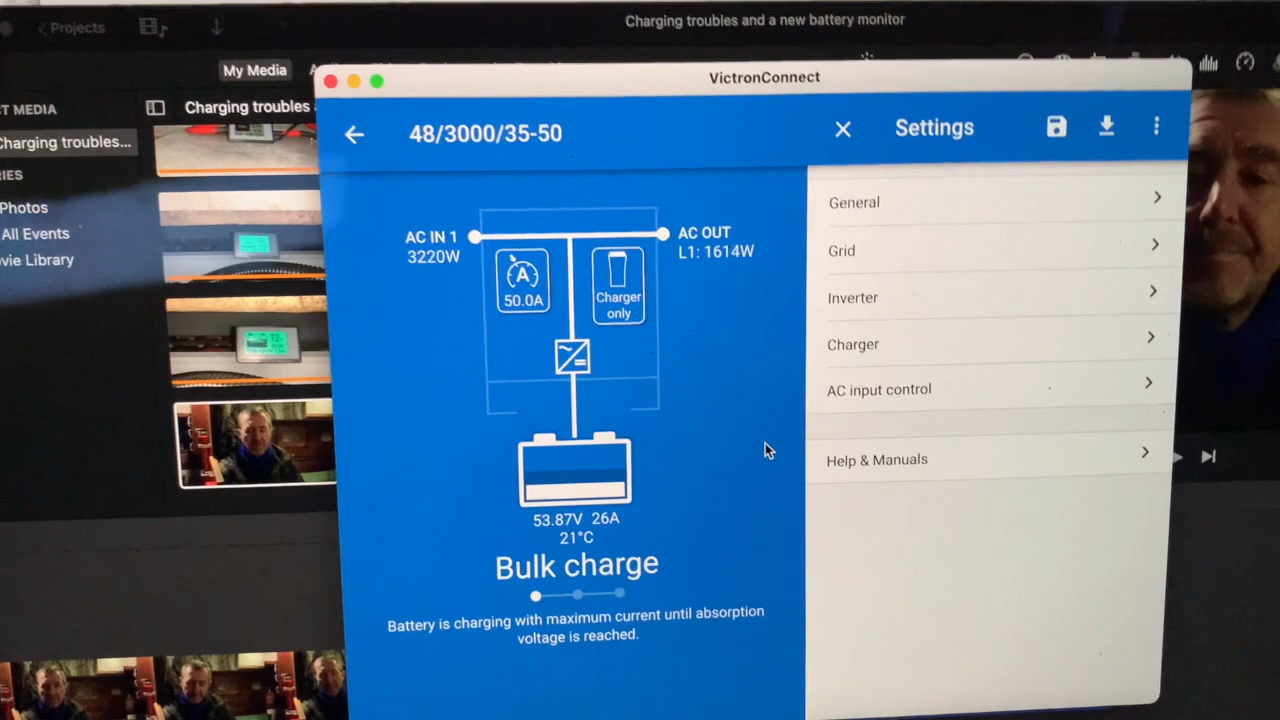 Projects
Charging troubles and a new battery monitor
My Media
T MEDIA
Charging troubles
Charging troubles...
Photos
All Events
vie Library
VictronConnect
48/3000/35-50
AC IN 1
3220W
AC OUT
L1: 1614W
A
50.0A
Charger
only
53.87V 26A
21°C
Bulk charge
Battery is charging with maximum current until absorption
voltage is reached.
Settings
General
Grid
Inverter
Charger
AC input control
Help & Manuals